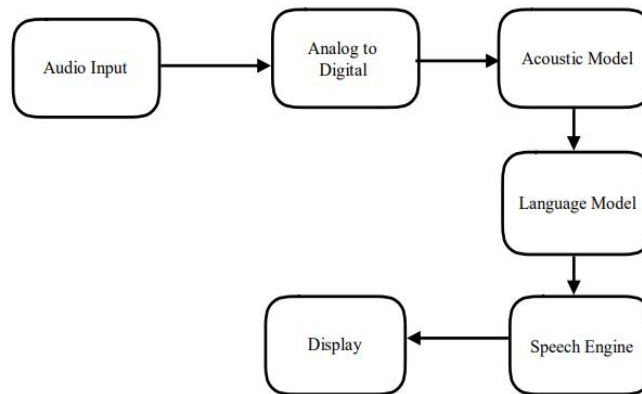 Audio Input
Analog to
Digital
Acoustic Model
Language Model
Speech Engine
Display